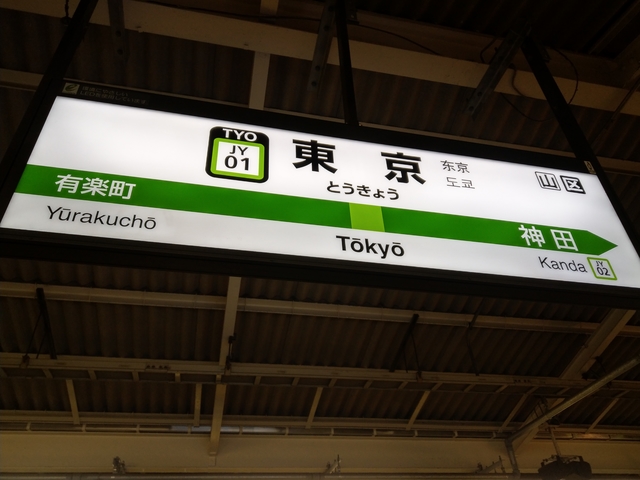 TYO
JY
01
東京
东京
도쿄
とうきょう
山 区
有楽町
神田
Yūrakuchō
Tōkyō
Kanda
JY
02